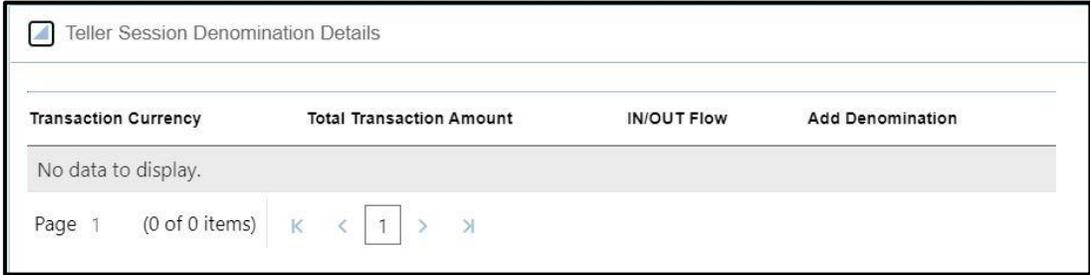 Teller Session Denomination Details
Transaction Currency Total Transaction Amount IN/OUT Flow Add Denomination
No data to display.
Page 1 (0 of 0 items) 1